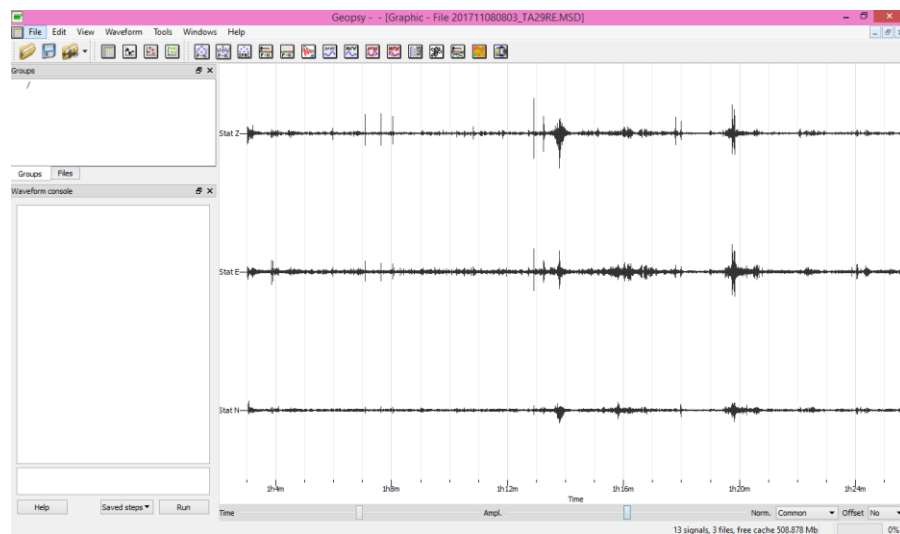 Geopsy - - [Graphic - File 201711080803_TA29RE.MSD]
File Edit View Waveform Tools Windows Help
Groups
/
Groups Files
Waveform console
Stat Z
Stat E
Stat N
1h4m 1h8m 1h12m 1h16m 1h20m 1h24m
Time
Help Saved steps Run
Time Ampl. Norm. Common Offset No
13 signals, 3 files, free cache 508.878 Mb 0%